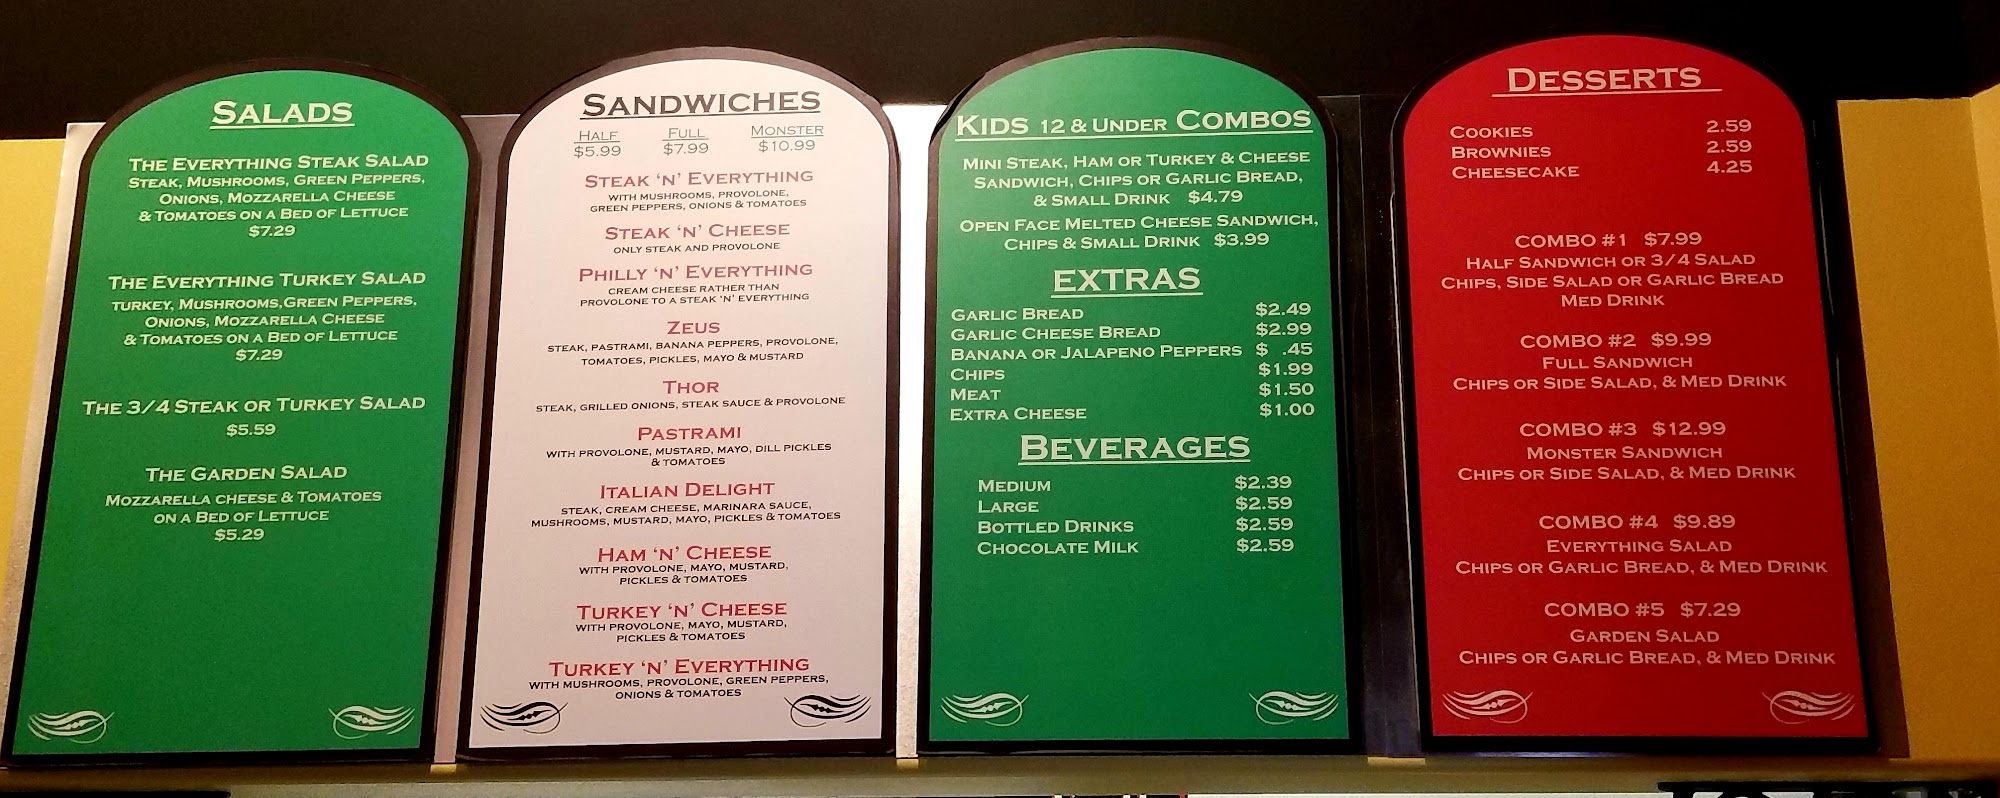 SALADS
THE EVERYTHING STEAK SALAD
STEAK, MUSHROOMS, GREEN PEPPERS,
ONIONS, MOZZARELLA CHEESE
& TOMATOES ON A BED OF LETTUCE
$7.29
THE EVERYTHING TURKEY SALAD
TURKEY, MUSHROOMS,GREEN PEPPERS,
ONIONS, MOZZARELLA CHEESE
& TOMATOES ON A BED OF LETTUCE
$7.29
THE 3/4 STEAK OR TURKEY SALAD
$5.59
THE GARDEN SALAD
MOZZARELLA CHEESE & TOMATOES
ON A BED OF LETTUCE
$5.29
SANDWICHES
HALF FULL MONSTER
$5.99 $7.99 $10.99
STEAK 'N' EVERYTHING
WITH MUSHROOMS, PROVOLONE,
GREEN PEPPERS, ONIONS & TOMATOES
STEAK 'N' CHEESE
ONLY STEAK AND PROVOLONE
PHILLY 'N' EVERYTHING
CREAM CHEESE RATHER THAN
PROVOLONE TO A STEAK 'N' EVERYTHING
ZEUS
STEAK, PASTRAMI, BANANA PEPPERS, PROVOLONE,
TOMATOES, PICKLES, MAYO & MUSTARD
THOR
STEAK, GRILLED ONIONS, STEAK SAUCE & PROVOLONE
PASTRAMI
WITH PROVOLONE, MUSTARD, MAYO, DILL PICKLES
& TOMATOES
ITALIAN DELIGHT
STEAK, CREAM CHEESE, MARINARA SAUCE,
MUSHROOMS, MUSTARD, MAYO, PICKLES & TOMATOES
HAM 'N' CHEESE
WITH PROVOLONE, MAYO, MUSTARD,
PICKLES & TOMATOES
TURKEY 'N' CHEESE
WITH PROVOLONE, MAYO, MUSTARD,
PICKLES & TOMATOES
TURKEY 'N' EVERYTHING
WITH MUSHROOMS, PROVOLONE, GREEN PEPPERS,
ONIONS & TOMATOES
KIDS 12 & UNDER COMBOS
MINI STEAK, HAM OR TURKEY & CHEESE
SANDWICH, CHIPS OR GARLIC BREAD,
& SMALL DRINK $4.79
OPEN FACE MELTED CHEESE SANDWICH,
CHIPS & SMALL DRINK $3.99
EXTRAS
GARLIC BREAD $2.49
GARLIC CHEESE BREAD $2.99
BANANA OR JALAPENO PEPPERS $ .45
CHIPS $1.99
MEAT $1.50
EXTRA CHEESE $1.00
BEVERAGES
MEDIUM $2.39
LARGE $2.59
BOTTLED DRINKS $2.59
CHOCOLATE MILK $2.59
DESSERTS
COOKIES 2.59
BROWNIES 2.59
CHEESECAKE 4.25
COMBO #1 $7.99
HALF SANDWICH OR 3/4 SALAD
CHIPS, SIDE SALAD OR GARLIC BREAD
MED DRINK
COMBO #2 $9.99
FULL SANDWICH
CHIPS OR SIDE SALAD, & MED DRINK
COMBO #3 $12.99
MONSTER SANDWICH
CHIPS OR SIDE SALAD, & MED DRINK
COMBO #4 $9.89
EVERYTHING SALAD
CHIPS OR GARLIC BREAD, & MED DRINK
COMBO #5 $7.29
GARDEN SALAD
CHIPS OR GARLIC BREAD, & MED DRINK